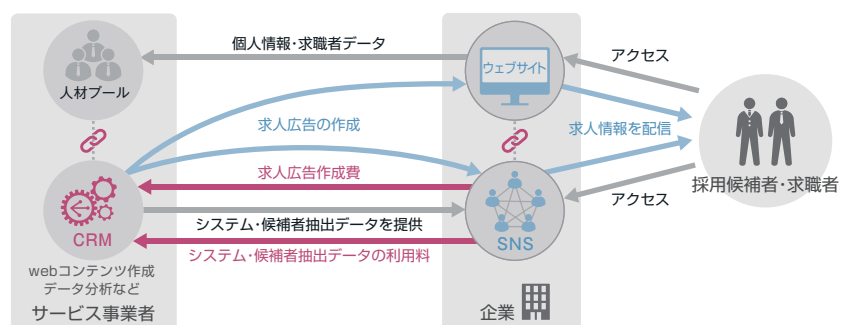 個人情報・求職者データ
アクセス
人材プール
ウェブサイト
求人広告の作成
求人情報を配信
求人広告作成費
採用候補者・求職者
アクセス
システム・候補者抽出データを提供
CRM
SNS
システム・候補者抽出データの利用料
webコンテンツ作成
データ分析など
サービス事業者
企業